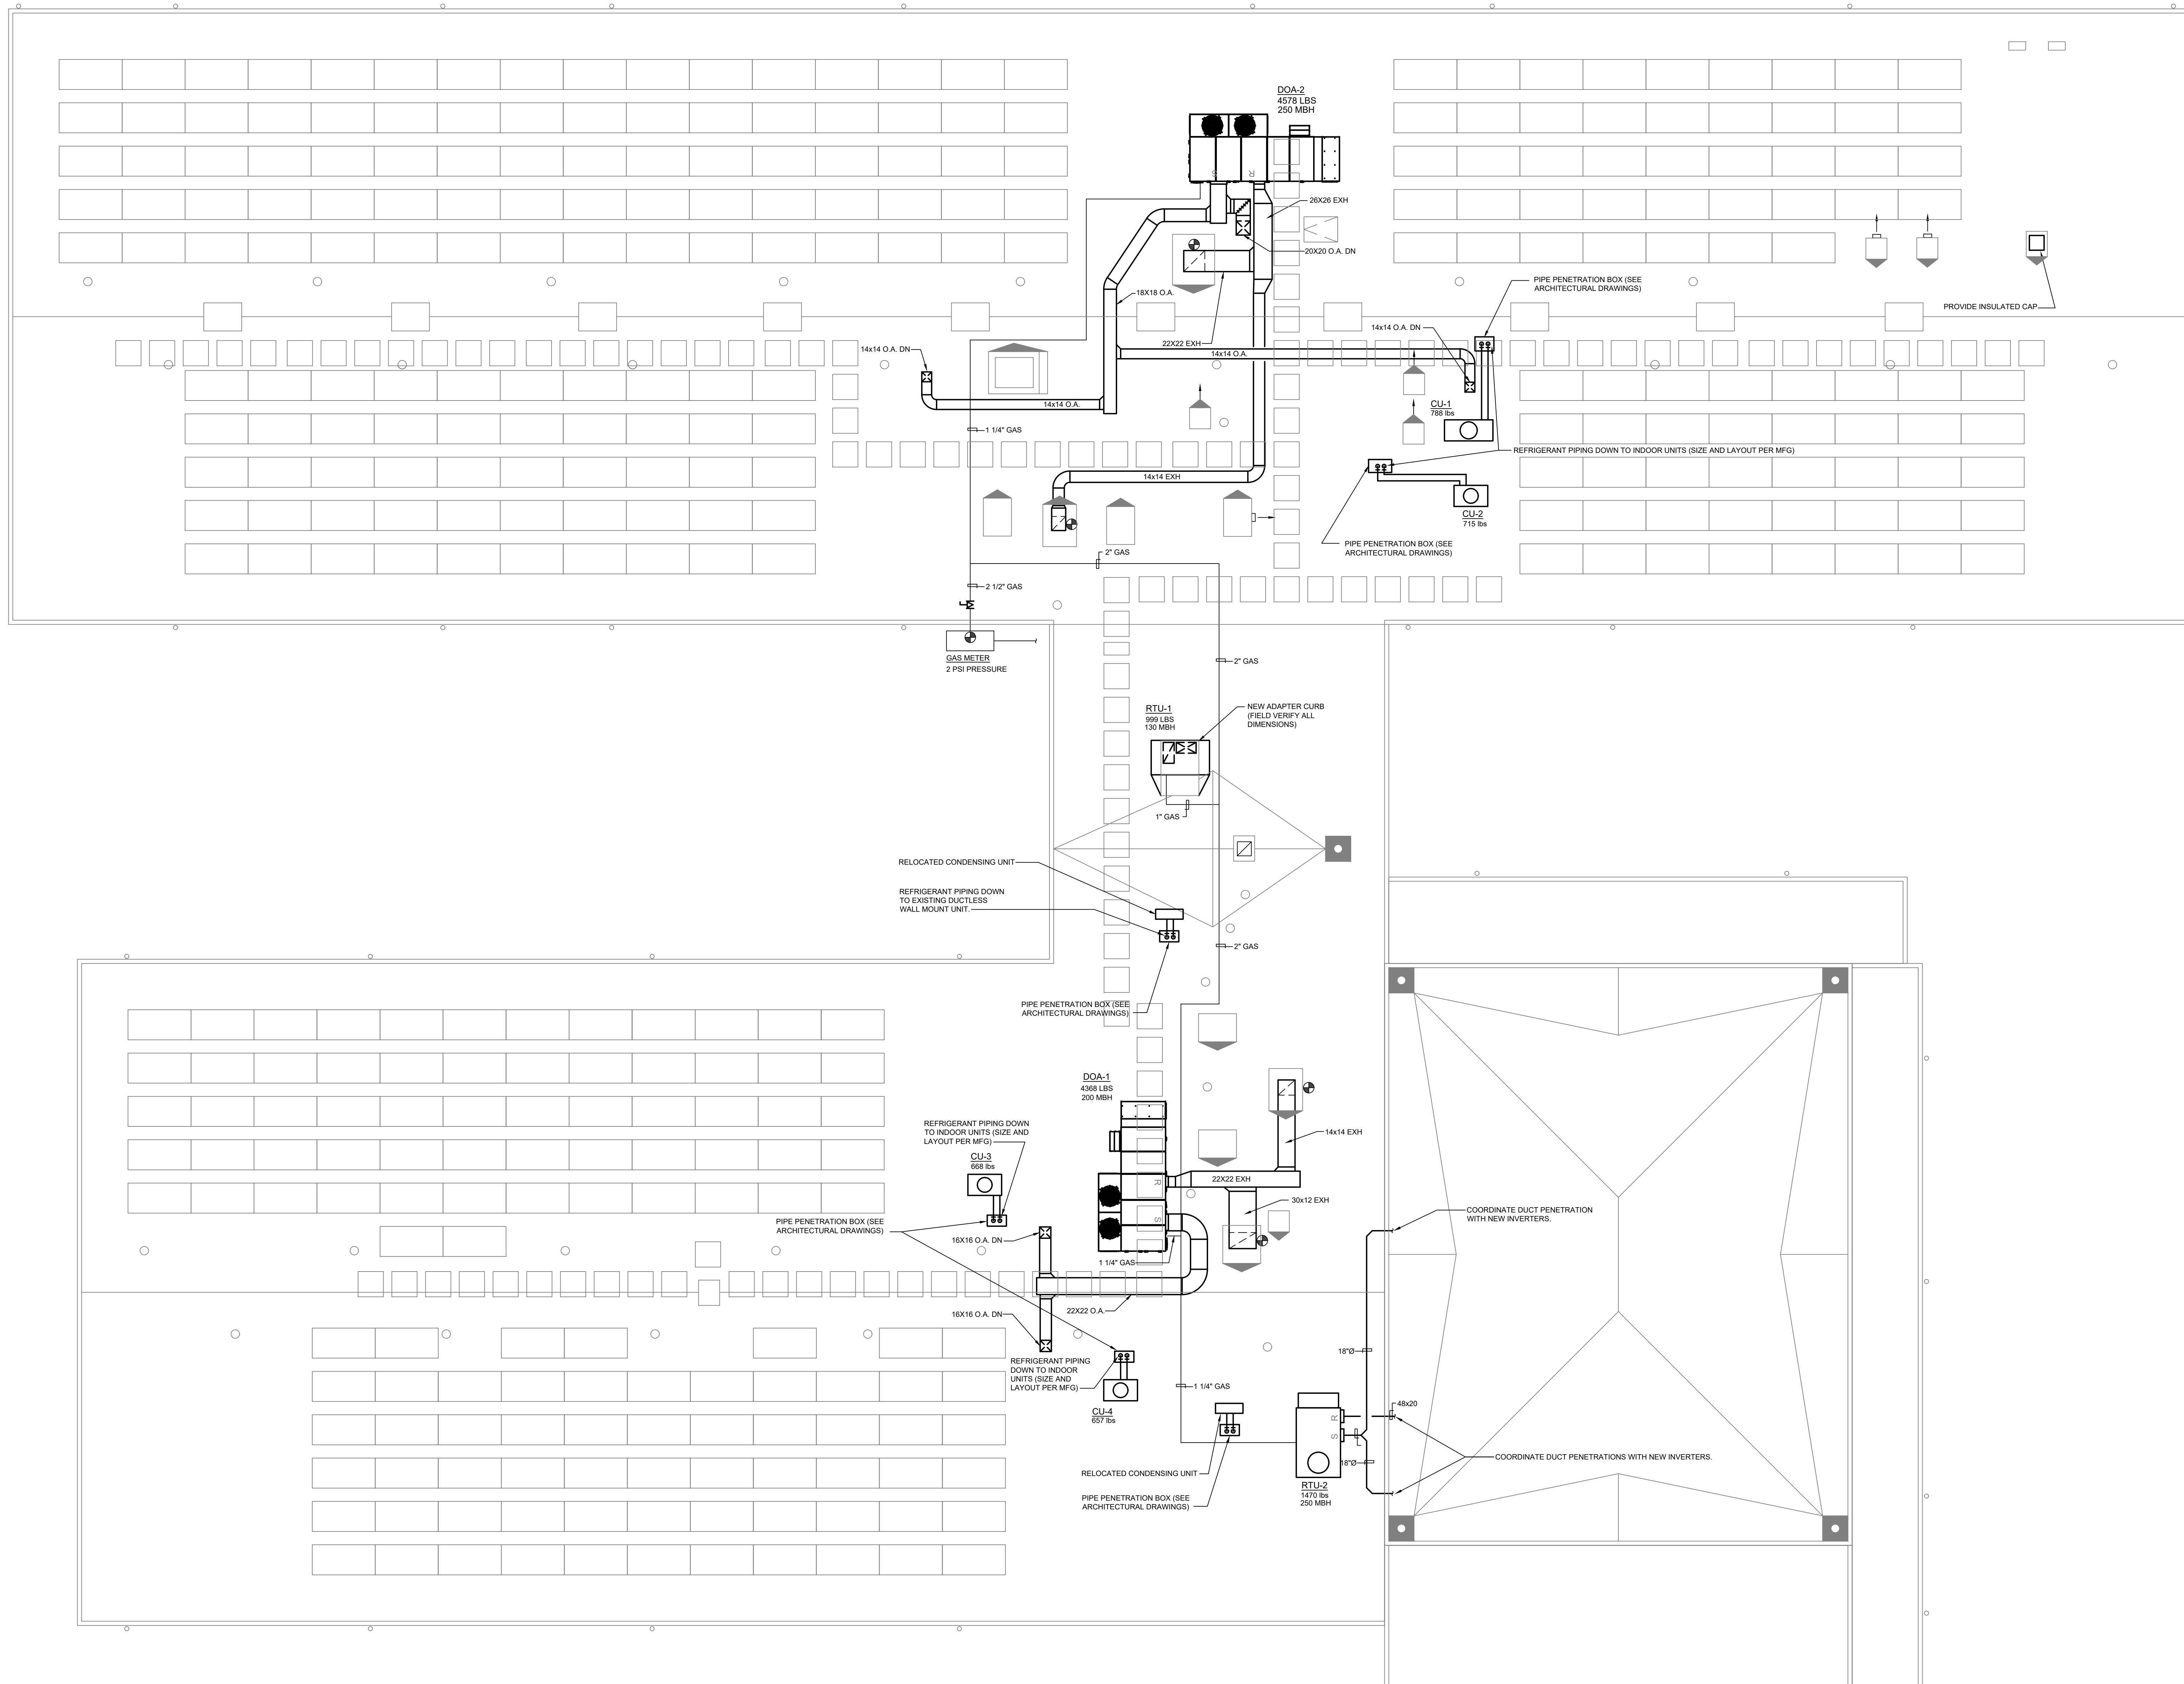 DOA-2
4578 LBS
250 MBH
S
R
26X26 EXH
20X20 O.A. DN
PIPE PENETRATION BOX (SEE
ARCHITECTURAL DRAWINGS)
18X18 O.A.
PROVIDE INSULATED CAP
14x14 O.A. DN
22X22 EXH
14x14 O.A. DN
14x14 O.A.
14x14 O.A.
CU-1
788 lbs
1 1/4" GAS
REFRIGERANT PIPING DOWN TO INDOOR UNITS (SIZE AND LAYOUT PER MFG)
14x14 EXH
CU-2
715 lbs
PIPE PENETRATION BOX (SEE
ARCHITECTURAL DRAWINGS)
2" GAS
2 1/2" GAS
GAS METER
2 PSI PRESSURE
2" GAS
RTU-1
999 LBS
130 MBH
NEW ADAPTER CURB
(FIELD VERIFY ALL
DIMENSIONS)
1" GAS
RELOCATED CONDENSING UNIT
REFRIGERANT PIPING DOWN
TO EXISTING DUCTLESS
WALL MOUNT UNIT.
2" GAS
PIPE PENETRATION BOX (SEE
ARCHITECTURAL DRAWINGS)
DOA-1
4368 LBS
200 MBH
REFRIGERANT PIPING DOWN
TO INDOOR UNITS (SIZE AND
LAYOUT PER MFG)
14x14 EXH
CU-3
668 lbs
R
22X22 EXH
30x12 EXH
S
PIPE PENETRATION BOX (SEE
ARCHITECTURAL DRAWINGS)
COORDINATE DUCT PENETRATION
WITH NEW INVERTERS.
16X16 O.A. DN
1 1/4" GAS
16X16 O.A. DN
22X22 O.A.
18"Ø
REFRIGERANT PIPING
DOWN TO INDOOR
UNITS (SIZE AND
LAYOUT PER MFG)
1 1/4" GAS
CU-4
657 lbs
48x20
R
S
18"Ø
COORDINATE DUCT PENETRATIONS WITH NEW INVERTERS.
RELOCATED CONDENSING UNIT
RTU-2
1470 lbs
250 MBH
PIPE PENETRATION BOX (SEE
ARCHITECTURAL DRAWINGS)